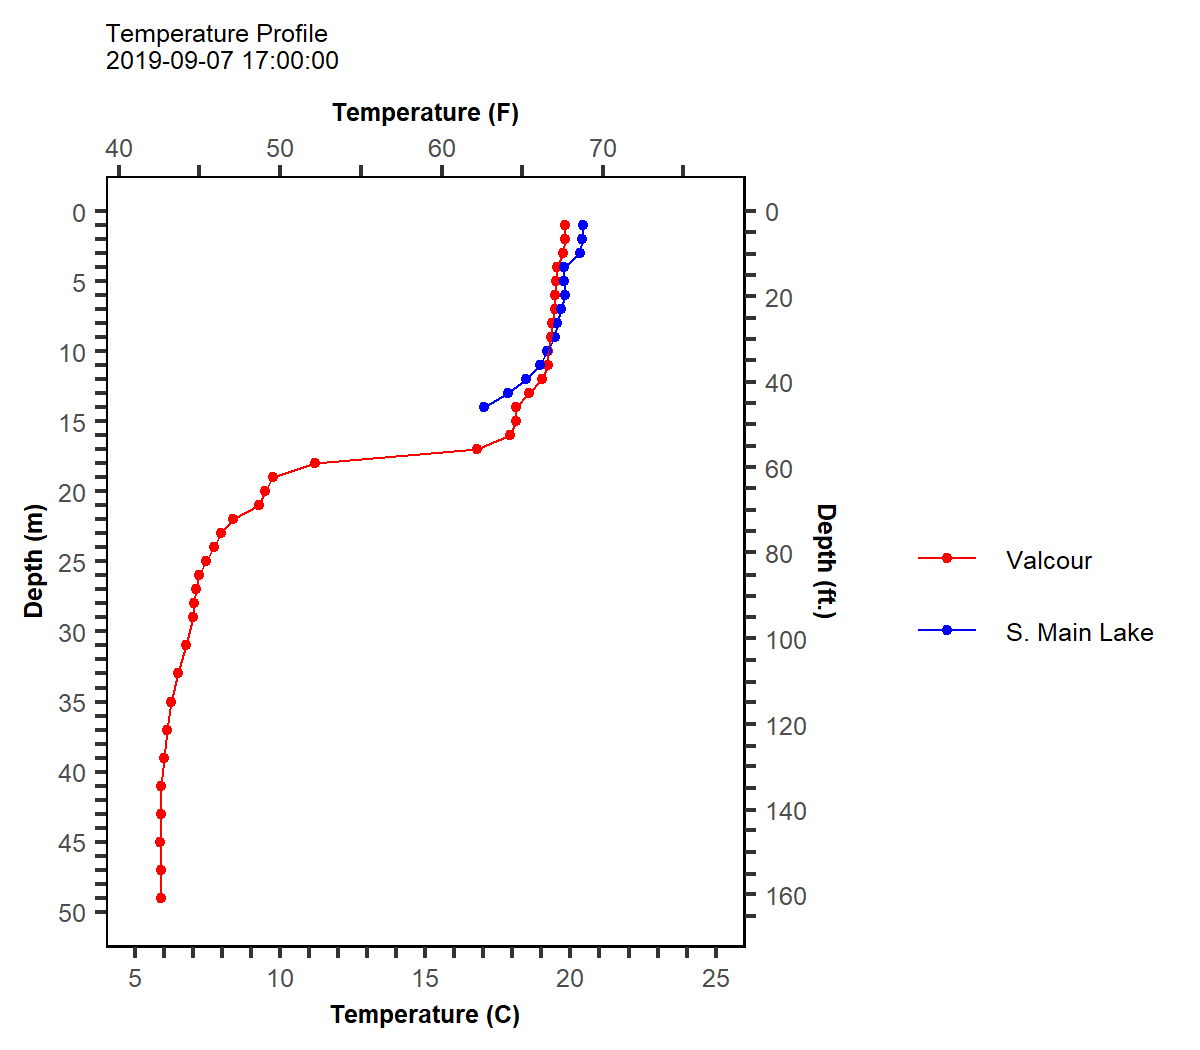 Temperature Profile
2019-09-07 17:00:00
Temperature (F)
40 50 60 70
0
5
10
15
20
25
30
35
40
45
50
Depth (m)
0
20
40
60
80
100
120
140
160
Depth (ft.)
5 10 15 20 25
Temperature (C)
Valcour
S. Main Lake